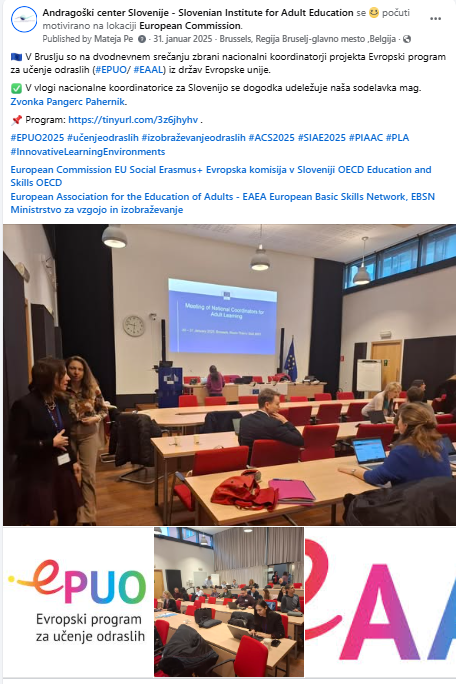 Andragoški center Slovenije - Slovenian Institute for Adult Education se 😄 počuti
motivirano na lokaciji European Commission.
Published by Mateja Pe · 31. januar 2025 · Brussels, Regija Bruselj-glavno mesto ,Belgija ·
🇪🇺 V Bruslju so na dvodnevnem srečanju zbrani nacionalni koordinatorji projekta Evropski program
za učenje odraslih (#EPUO/ #EAAL) iz držav Evropske unije.
✅ V vlogi nacionalne koordinatorice za Slovenijo se dogodka udeležuje naša sodelavka mag.
Zvonka Pangerc Pahernik.
📌 Program: https://tinyurl.com/3z6jhyhv .
#EPUO2025 #učenjeodraslih #izobraževanjeodraslih #ACS2025 #SIAE2025 #PIAAC #PLA
#InnovativeLearningEnvironments
European Commission EU Social Erasmus+ Evropska komisija v Sloveniji OECD Education and
Skills OECD
European Association for the Education of Adults - EAEA European Basic Skills Network, EBSN
Ministrstvo za vzgojo in izobraževanje
Meeting of National Coordinators for
Adult Learning
ePUO
Evropski program
za učenje odraslih
eAA